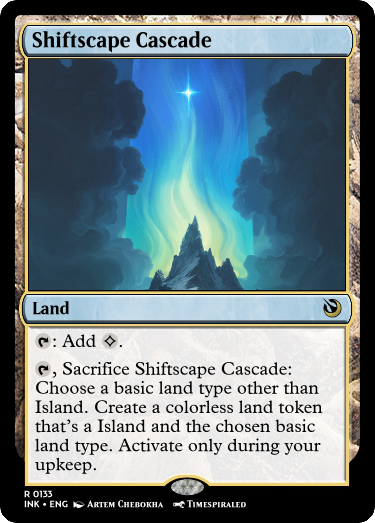 Shiftscape Cascade
Land
: Add .
, Sacrifice Shiftscape Cascade:
Choose a basic land type other than
Island. Create a colorless land token
that's a Island and the chosen basic
land type. Activate only during your
upkeep.
R 0133
INK • ENG Artem Chebokha Timespiraled